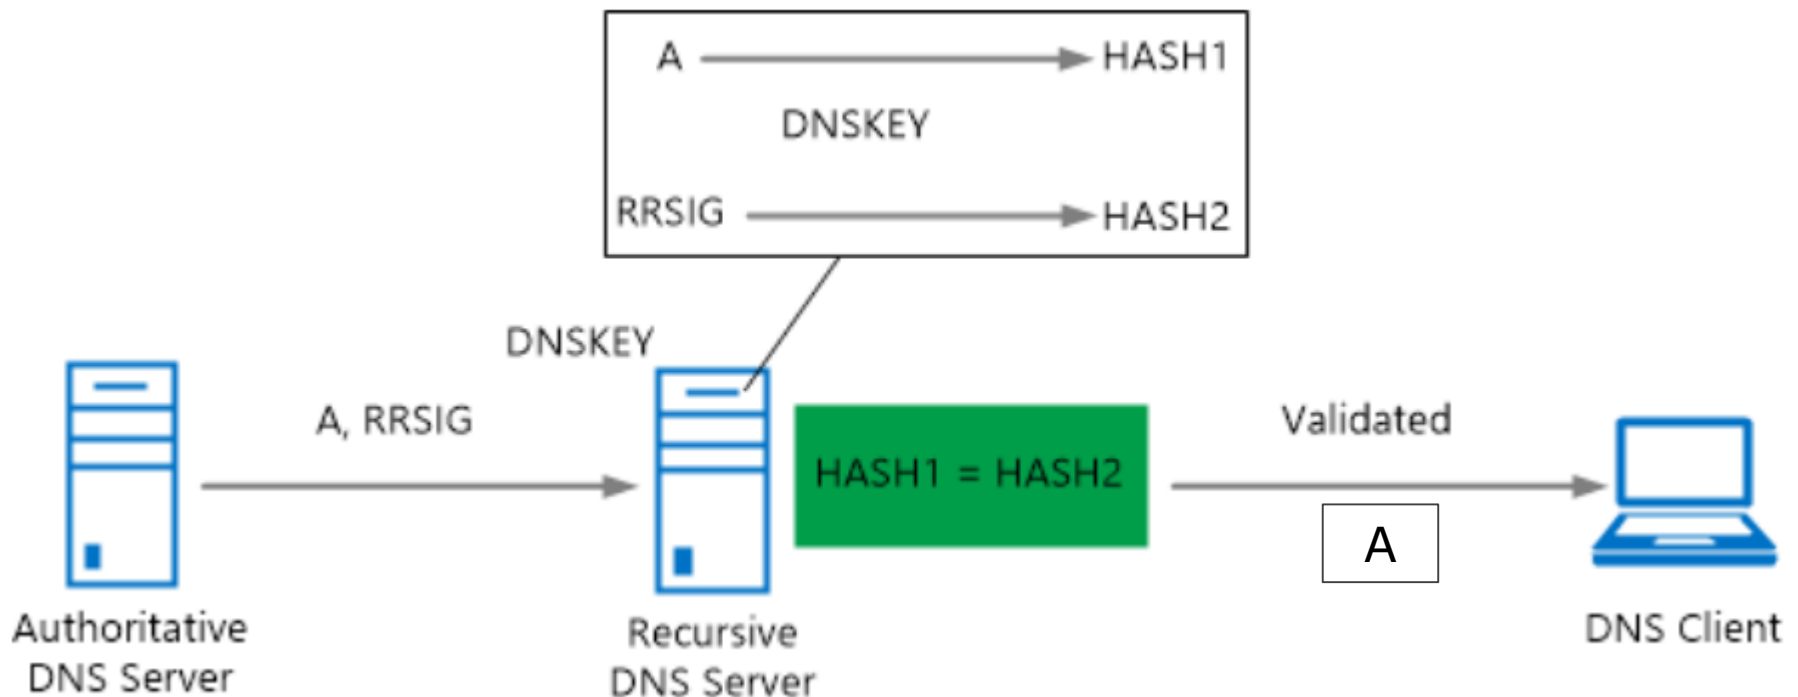 A
HASH1
DNSKEY
RRSIG
HASH2
DNSKEY
A, RRSIG
HASH1 = HASH2
Validated
A
Authoritative
DNS Server
Recursive
DNS Server
DNS Client